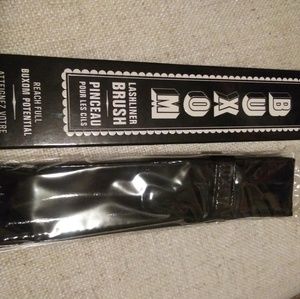 BUXOM
LASHLINER
BRUSH
PINCEAU
POUR LES CILS
REACH FULL
BUXOM POTENTIAL
ATTEIGNEZ VOTRE